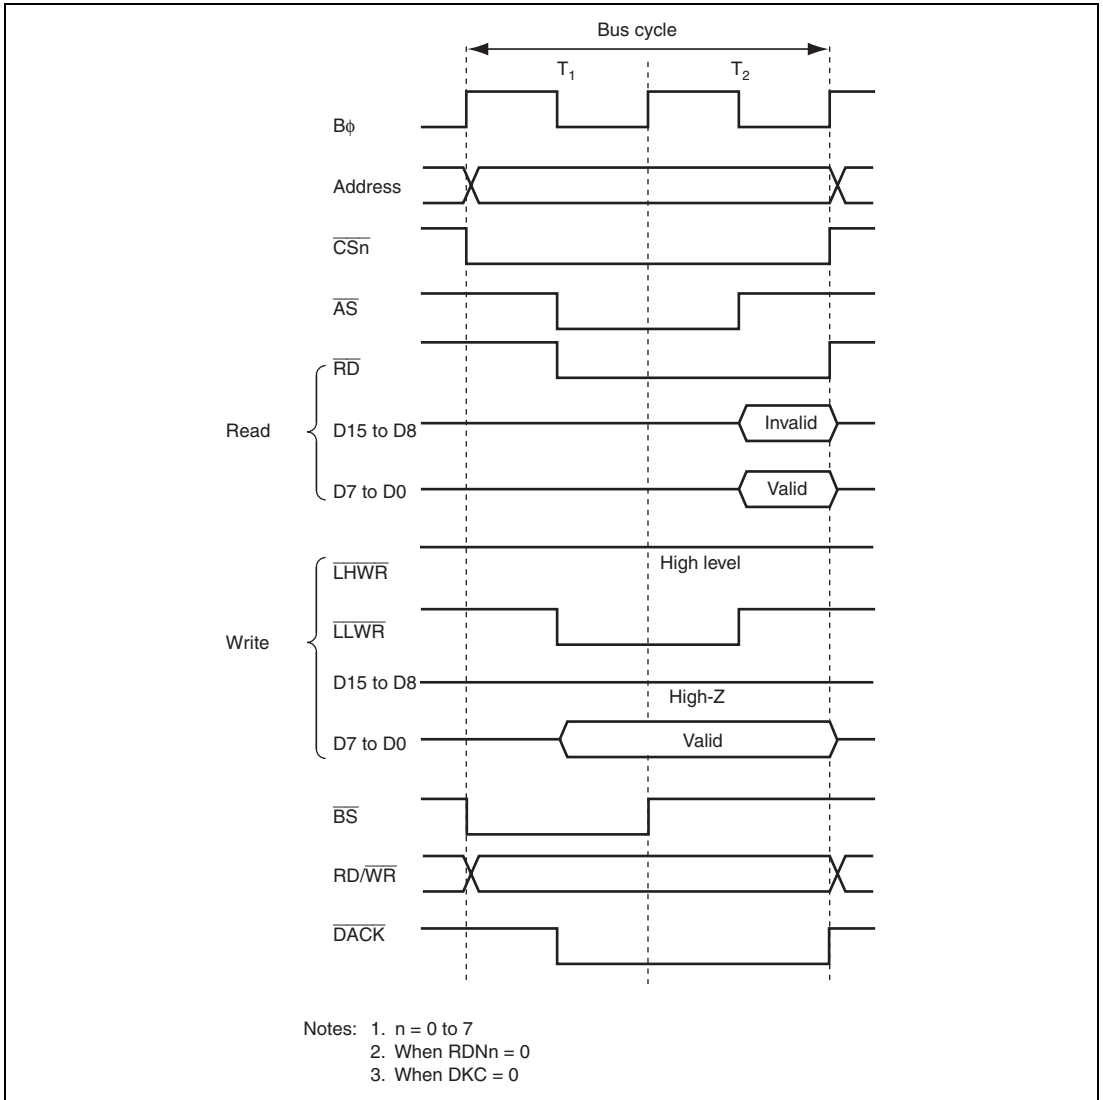 Bus cycle
T1 T2
Bφ
Address
CSn
AS
RD
Read
D15 to D8
Invalid
D7 to D0
Valid
LHWR
High level
LLWR
Write
D15 to D8
High-Z
D7 to D0
Valid
BS
RD/WR
DACK
Notes: 1. n = 0 to 7
2. When RDNn = 0
3. When DKC = 0